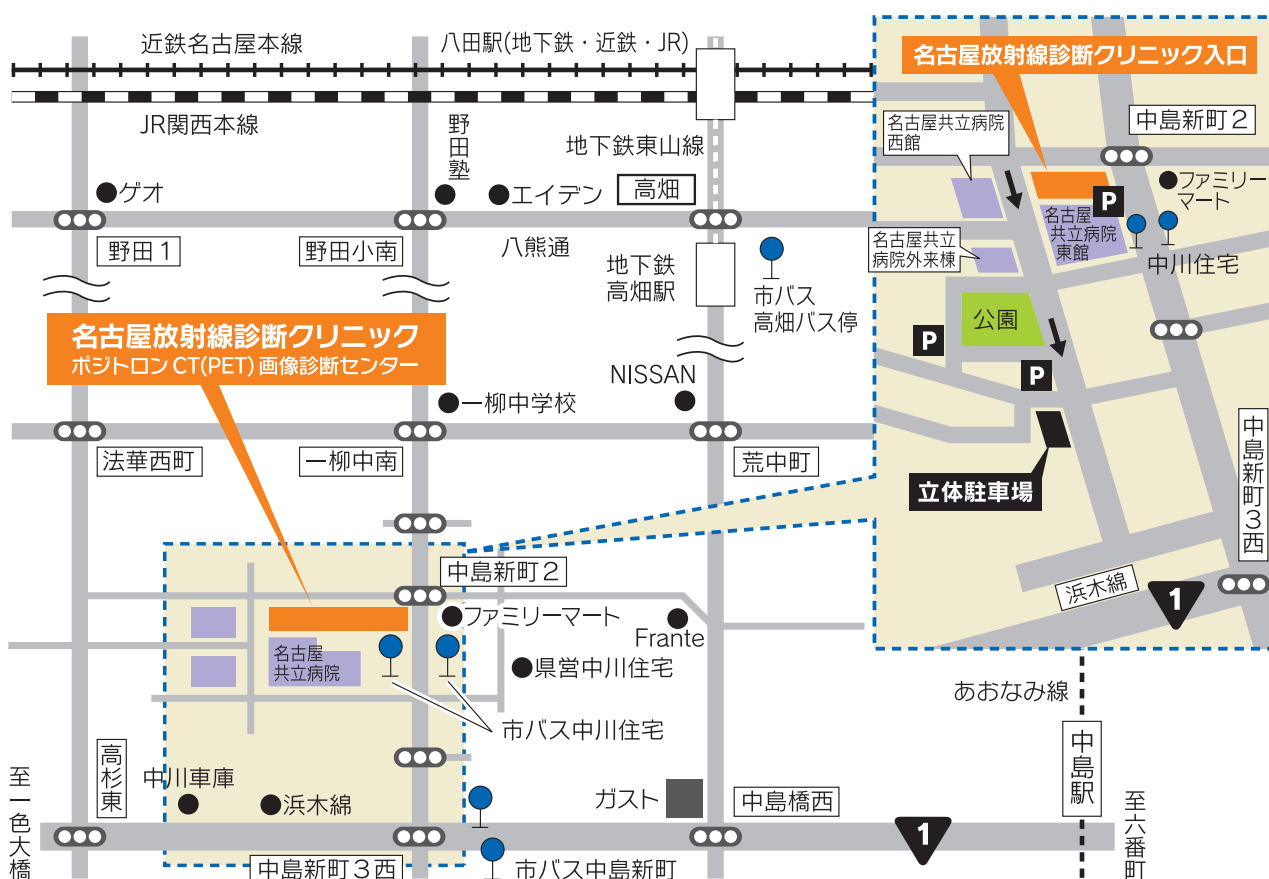 近鉄名古屋本線
八田駅(地下鉄・近鉄・JR)
JR関西本線
野田塾
地下鉄東山線
ゲオ
エイデン
高畑
野田1
野田小南
八熊通
地下鉄
高畑駅
市バス
高畑バス停
名古屋放射線診断クリニック
ポジトロンCT(PET)画像診断センター
NISSAN
一柳中学校
法華西町
一柳中南
荒中町
中島新町2
ファミリーマート
Frante
名古屋
共立病院
県営中川住宅
市バス中川住宅
高杉東
中川車庫
浜木綿
ガスト
中島橋西
至一色大橋
中島新町3西
市バス中島新町
1
あおなみ線
中島駅
至六番町
名古屋放射線診断クリニック入口
名古屋共立病院
西館
中島新町2
ファミリー
マート
P
名古屋
共立病院
東館
名古屋共立
病院外来棟
中川住宅
公園
P
P
立体駐車場
中島新町3西
浜木綿
1